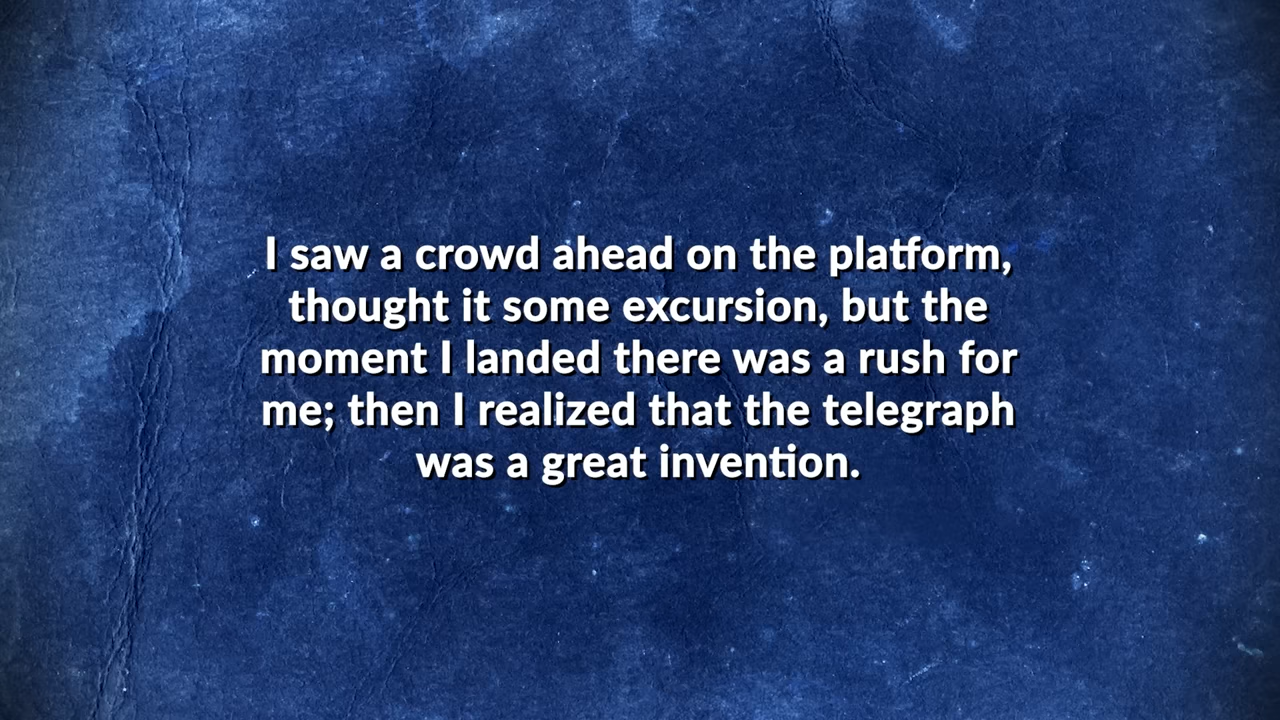 I saw a crowd ahead on the platform,
thought it some excursion, but the
moment I landed there was a rush for
me; then I realized that the telegraph
was a great invention.